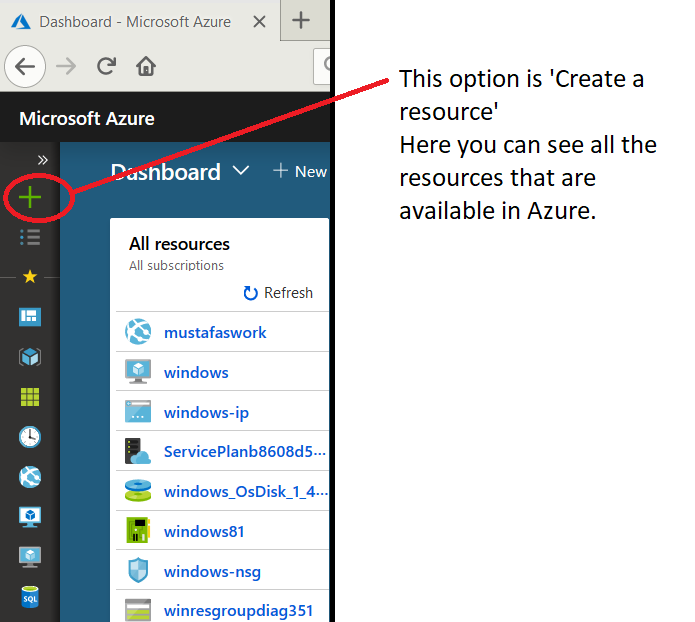 Dashboard - Microsoft Azure
Microsoft Azure
Dashboard
New
All resources
All subscriptions
Refresh
mustafaswork
windows
windows-ip
ServicePlanb8608d5...
windows_OsDisk_1_4...
windows81
windows-nsg
winresgroupdiag351
SQL
This option is 'Create a
resource'
Here you can see all the
resources that are
available in Azure.